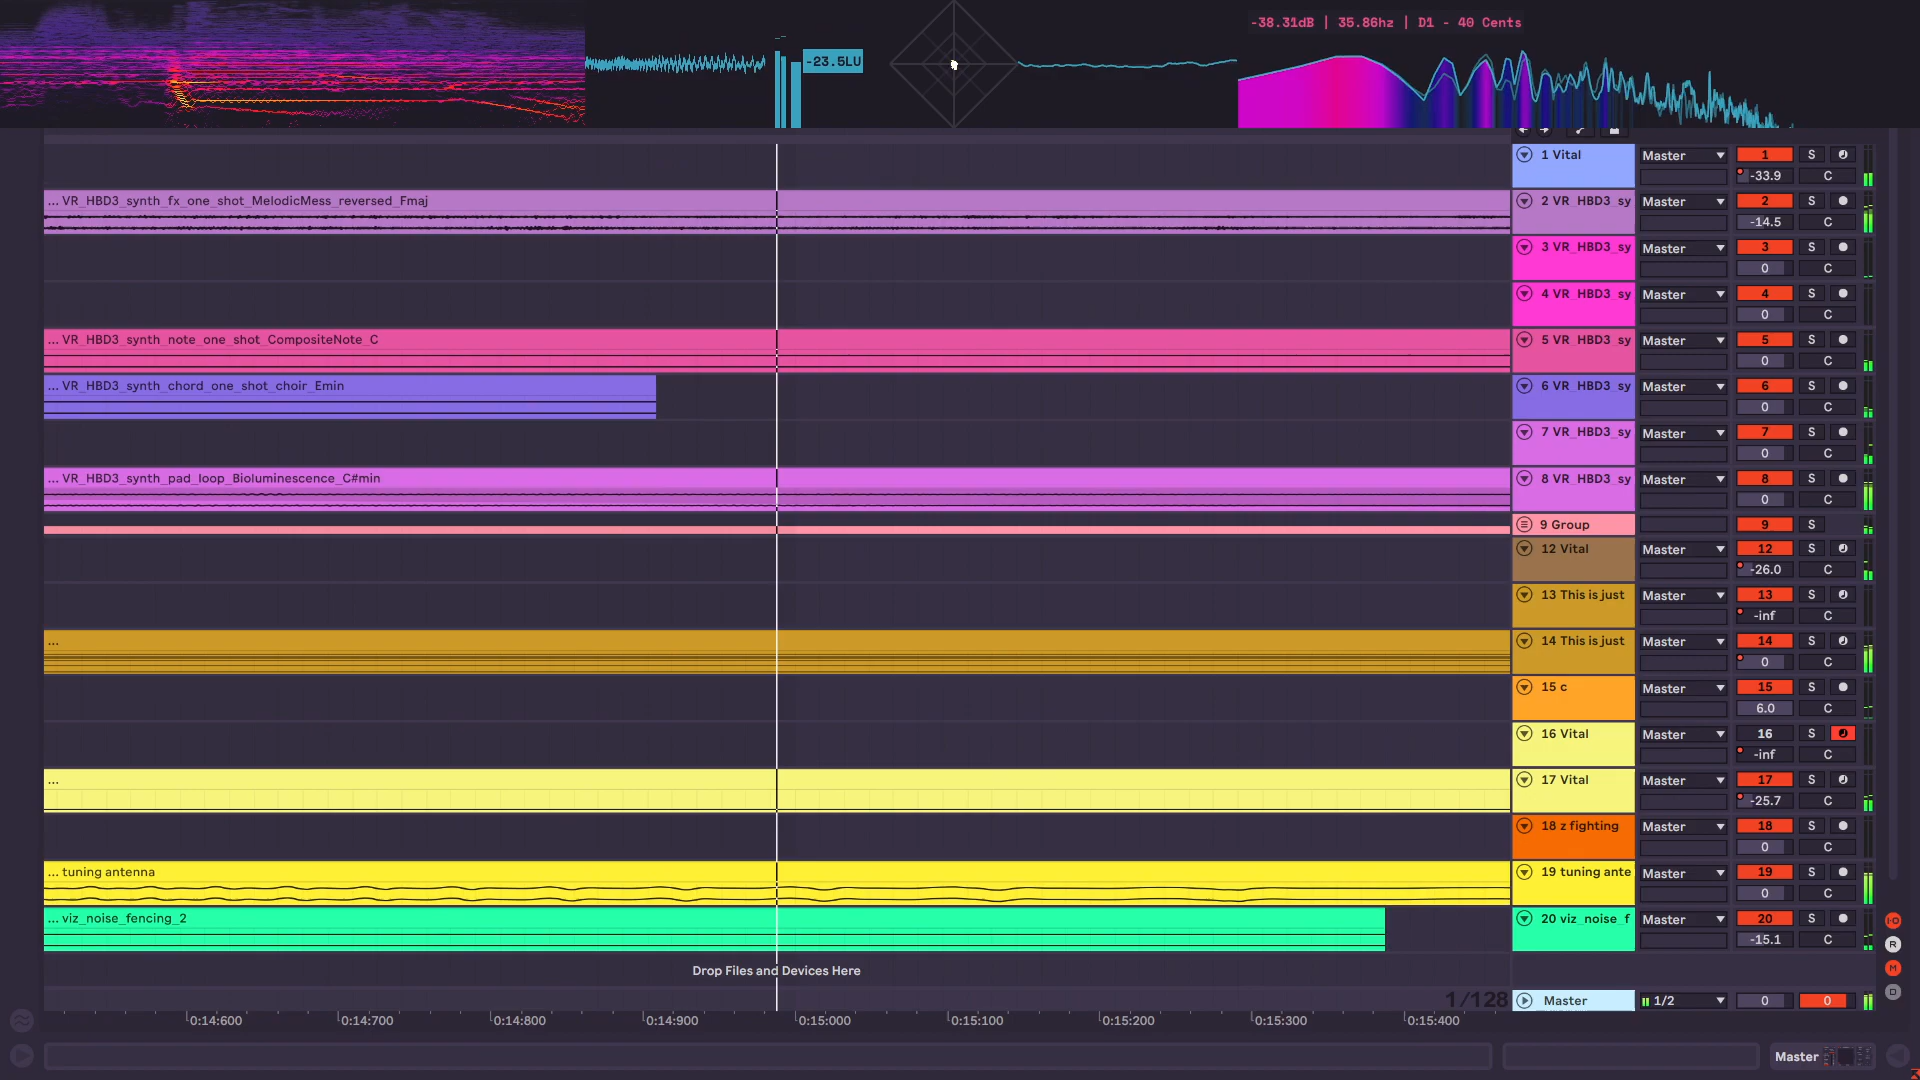 -38.31dB | 35.86hz | D1 - 40 Cents
-23.5LU
1 Vital Master 1 S
-33.9 C
... VR_HBD3_synth_fx_one_shot_MelodicMess_reversed_Fmaj
2 VR_HBD3_sy Master 2 S
-14.5 C
3 VR_HBD3_sy Master 3 S
0 C
4 VR_HBD3_sy Master 4 S
0 C
... VR_HBD3_synth_note_one_shot_CompositeNote_C
5 VR_HBD3_sy Master 5 S
0 C
... VR_HBD3_synth_chord_one_shot_choir_Emin
6 VR_HBD3_sy Master 6 S
0 C
7 VR_HBD3_sy Master 7 S
0 C
... VR_HBD3_synth_pad_loop_Bioluminescence_C#min
8 VR_HBD3_sy Master 8 S
0 C
9 Group 9 S
12 Vital Master 12 S
-26.0 C
13 This is just Master 13 S
-inf C
...
14 This is just Master 14 S
0 C
15 c Master 15 S
6.0 C
16 Vital Master 16 S
-inf C
...
17 Vital Master 17 S
-25.7 C
18 z fighting Master 18 S
0 C
... tuning antenna
19 tuning ante Master 19 S
0 C
... viz_noise_fencing_2
20 viz_noise_f Master 20 S
-15.1 C
I·O
R
M
D
Drop Files and Devices Here
1/128
Master 1/2 0 0
0:14:600 0:14:700 0:14:800 0:14:900 0:15:000 0:15:100 0:15:200 0:15:300 0:15:400
Master